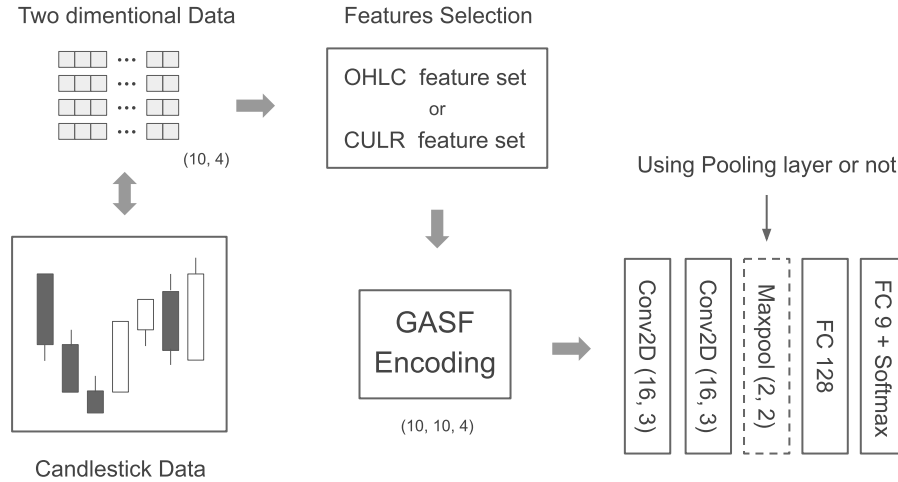 Two dimentional Data
(10, 4)
Candlestick Data
Features Selection
OHLC feature set
or
CULR feature set
GASF
Encoding
(10, 10, 4)
Using Pooling layer or not
Conv2D (16, 3)
Conv2D (16, 3)
Maxpool (2, 2)
FC 128
FC 9 + Softmax